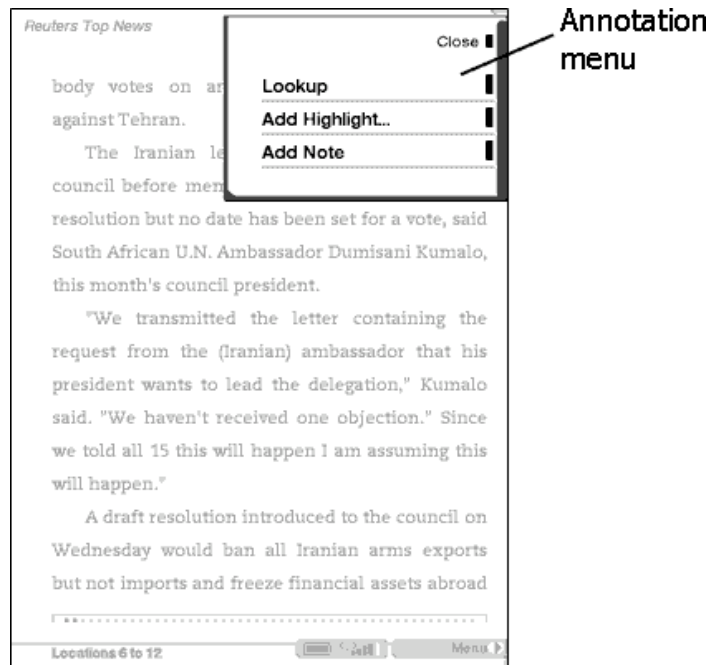 Reuters Top News
Close
Lookup
Add Highlight...
Add Note
Annotation
menu
body votes on
against Tehran.
The Iranian
council before
resolution but no date has been set for a vote, said
South African U.N. Ambassador Dumisani Kumalo,
this month's council president.
"We transmitted the letter containing the
request from the (Iranian) ambassador that his
president wants to lead the delegation," Kumalo
said. "We haven't received one objection." Since
we told all 15 this will happen I am assuming this
will happen."
A draft resolution introduced to the council on
Wednesday would ban all Iranian arms exports
but not imports and freeze financial assets abroad
Locations 6 to 12
Menu